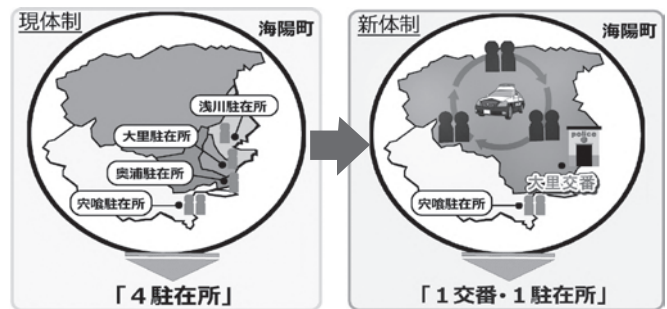 現体制
海陽町
浅川駐在所
大里駐在所
奥浦駐在所
宍喰駐在所
「4駐在所」
新体制
海陽町
police
大里交番
宍喰駐在所
「1交番・1駐在所」